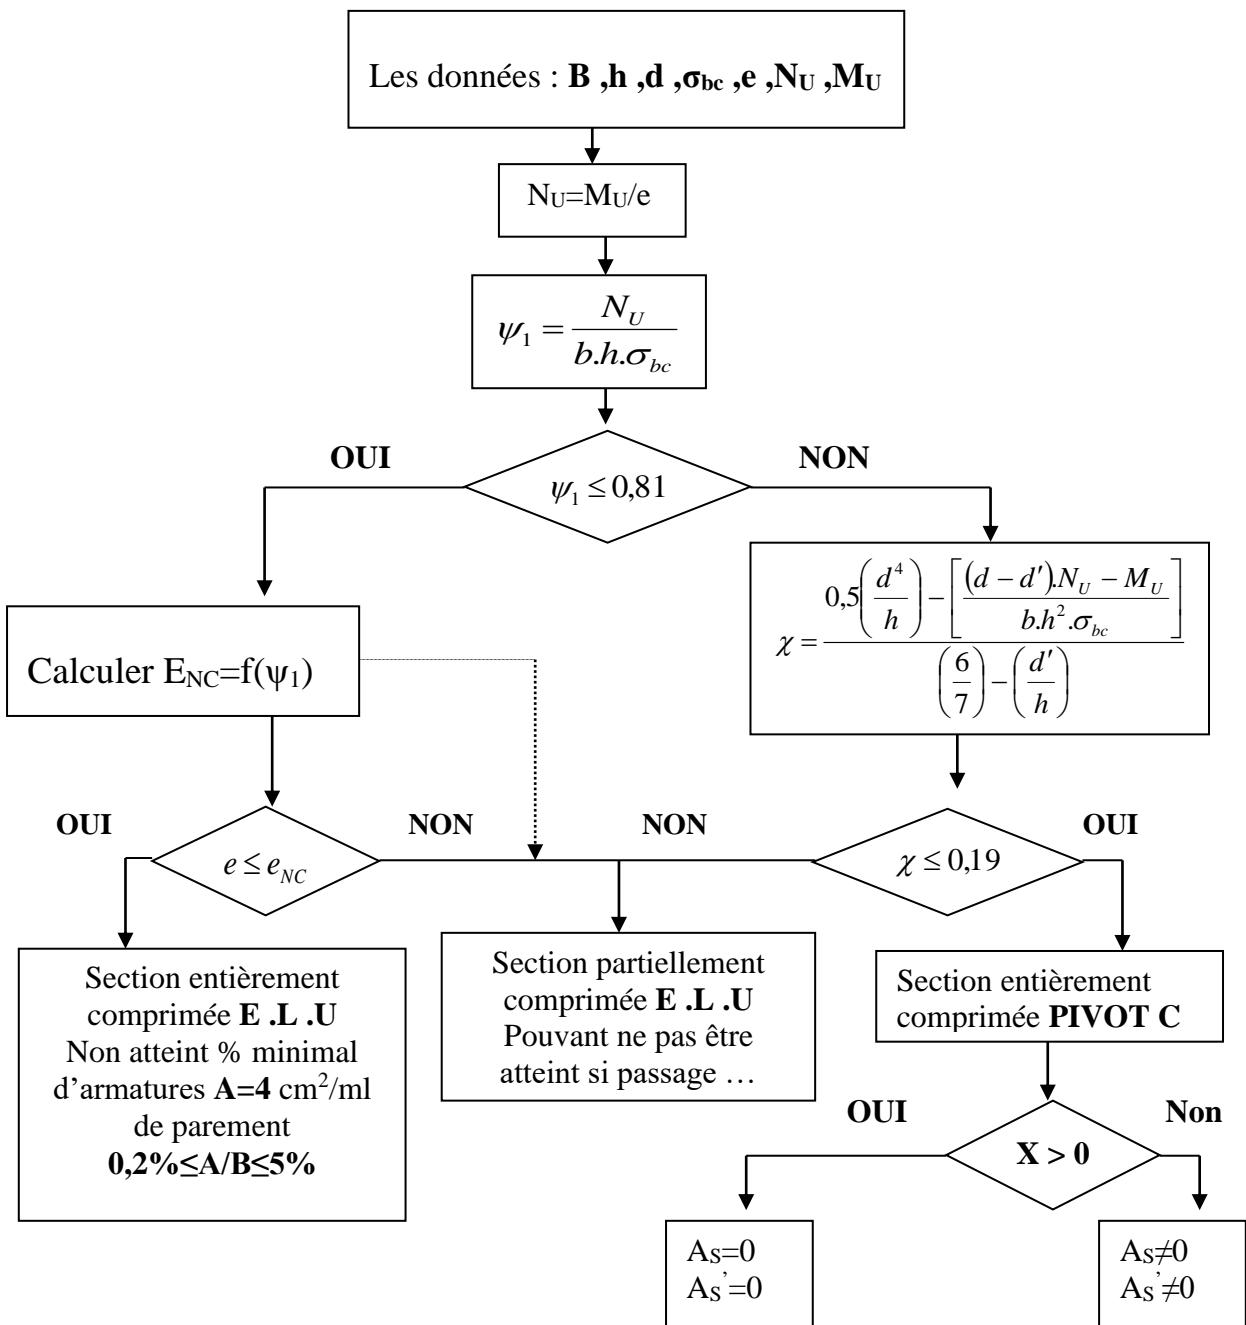 Les données : B ,h ,d ,σbc ,e ,NU ,MU
NU=MU/e
ψ1 = NU / b.h.σbc
OUI
NON
ψ1 ≤ 0,81
χ = (0,5(d⁴/h) − [((d − d′).NU − MU) / (b.h².σbc)]) / ((6/7) − (d′/h))
Calculer ENC=f(ψ1)
OUI
NON
NON
OUI
e ≤ eNC
χ ≤ 0,19
Section entièrement
comprimée E .L .U
Non atteint % minimal
d'armatures A=4 cm²/ml
de parement
0,2%≤A/B≤5%
Section partiellement
comprimée E .L .U
Pouvant ne pas être
atteint si passage …
Section entièrement
comprimée PIVOT C
OUI
Non
X > 0
AS=0
AS'=0
AS≠0
AS'≠0